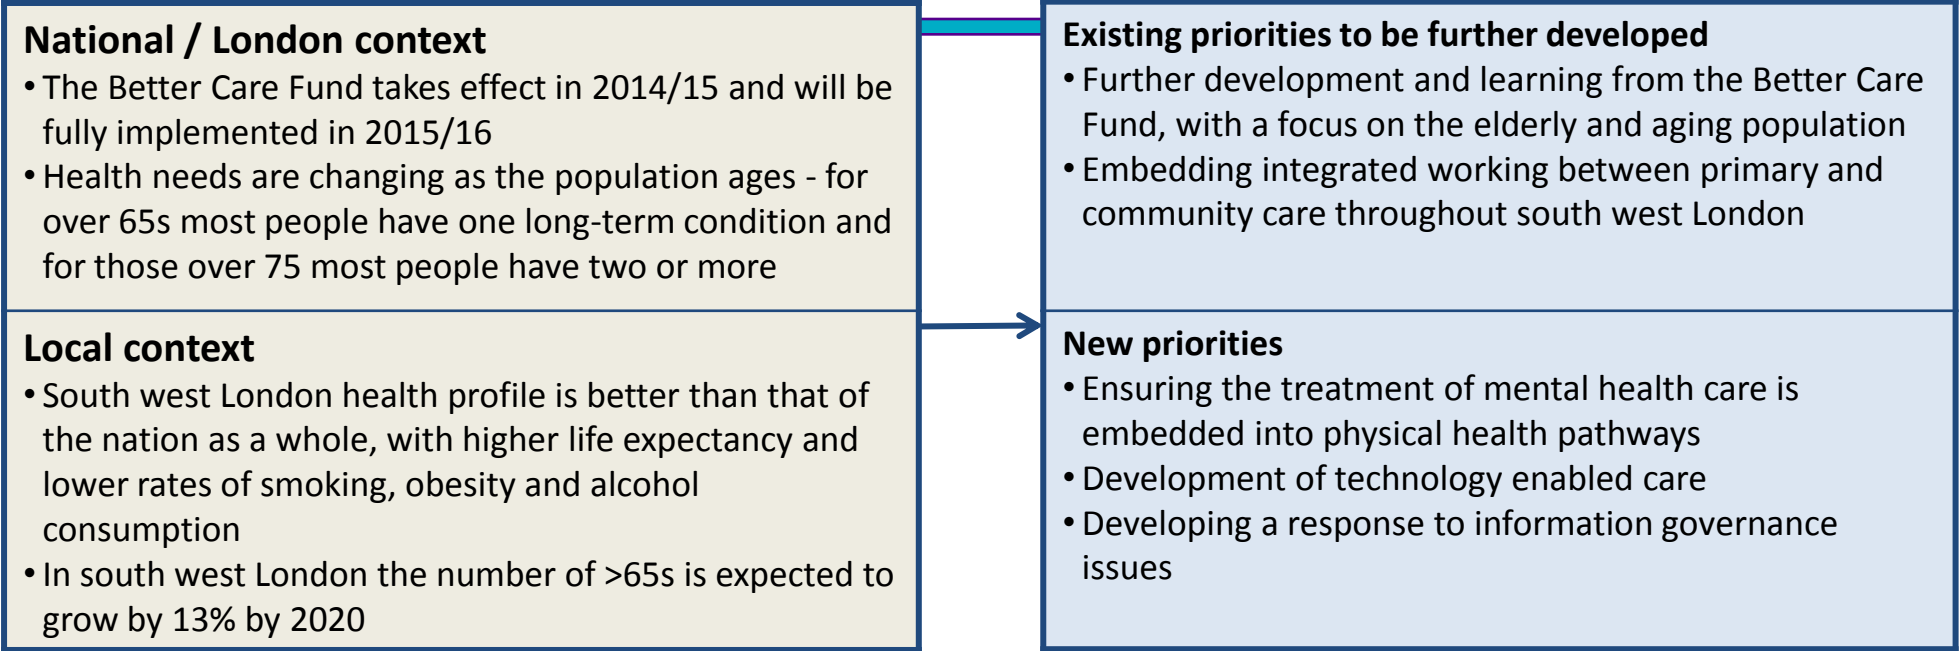 National / London context
• The Better Care Fund takes effect in 2014/15 and will be
fully implemented in 2015/16
• Health needs are changing as the population ages - for
over 65s most people have one long-term condition and
for those over 75 most people have two or more
Local context
• South west London health profile is better than that of
the nation as a whole, with higher life expectancy and
lower rates of smoking, obesity and alcohol
consumption
• In south west London the number of >65s is expected to
grow by 13% by 2020
Existing priorities to be further developed
• Further development and learning from the Better Care
Fund, with a focus on the elderly and aging population
• Embedding integrated working between primary and
community care throughout south west London
New priorities
• Ensuring the treatment of mental health care is
embedded into physical health pathways
• Development of technology enabled care
• Developing a response to information governance
issues